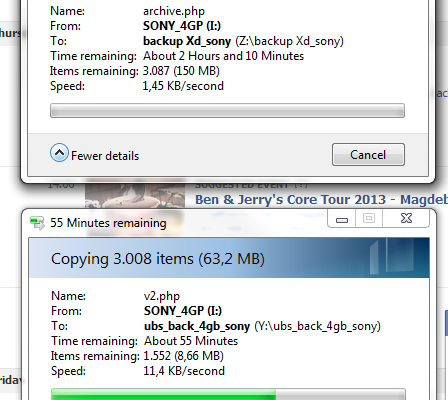 Name: archive.php
hurs
From: SONY_4GP (I:)
To: backup Xd_sony (Z:\backup Xd_sony)
Time remaining: About 2 Hours and 10 Minutes
Items remaining: 3.087 (150 MB)
Speed: 1,45 KB/second
Fewer details Cancel
14:00 SUGGESTED EVENT
Ben & Jerry's Core Tour 2013 - Magdeb
55 Minutes remaining
Copying 3.008 items (63,2 MB)
Name: v2.php
From: SONY_4GP (I:)
To: ubs_back_4gb_sony (Y:\ubs_back_4gb_sony)
Time remaining: About 55 Minutes
Items remaining: 1.552 (8,66 MB)
riday
Speed: 11,4 KB/second